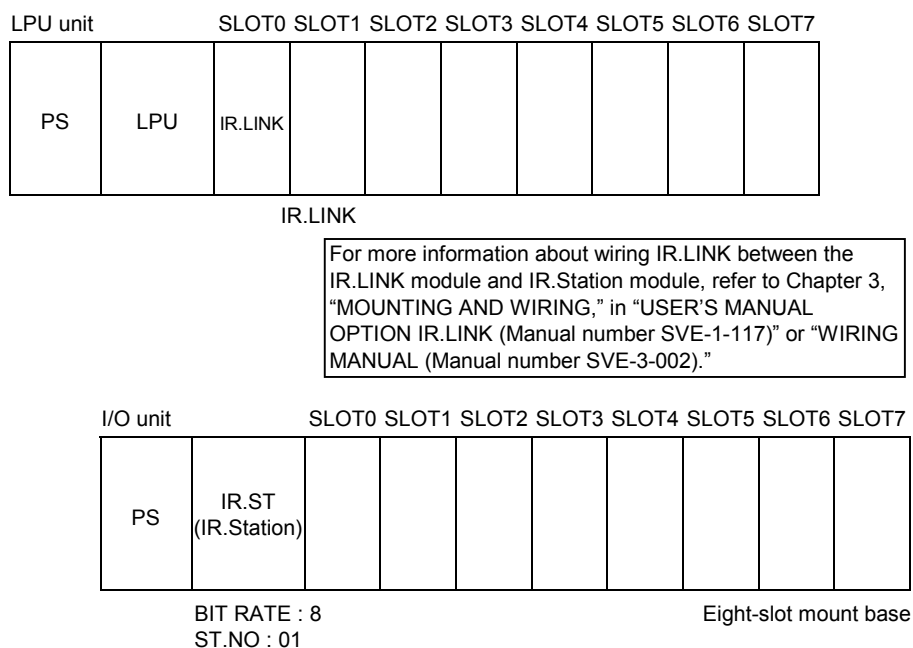 LPU unit SLOT0 SLOT1 SLOT2 SLOT3 SLOT4 SLOT5 SLOT6 SLOT7
PS LPU IR.LINK
IR.LINK
For more information about wiring IR.LINK between the
IR.LINK module and IR.Station module, refer to Chapter 3,
“MOUNTING AND WIRING,” in “USER’S MANUAL
OPTION IR.LINK (Manual number SVE-1-117)” or “WIRING
MANUAL (Manual number SVE-3-002).”
I/O unit SLOT0 SLOT1 SLOT2 SLOT3 SLOT4 SLOT5 SLOT6 SLOT7
PS IR.ST
(IR.Station)
BIT RATE : 8 Eight-slot mount base
ST.NO : 01